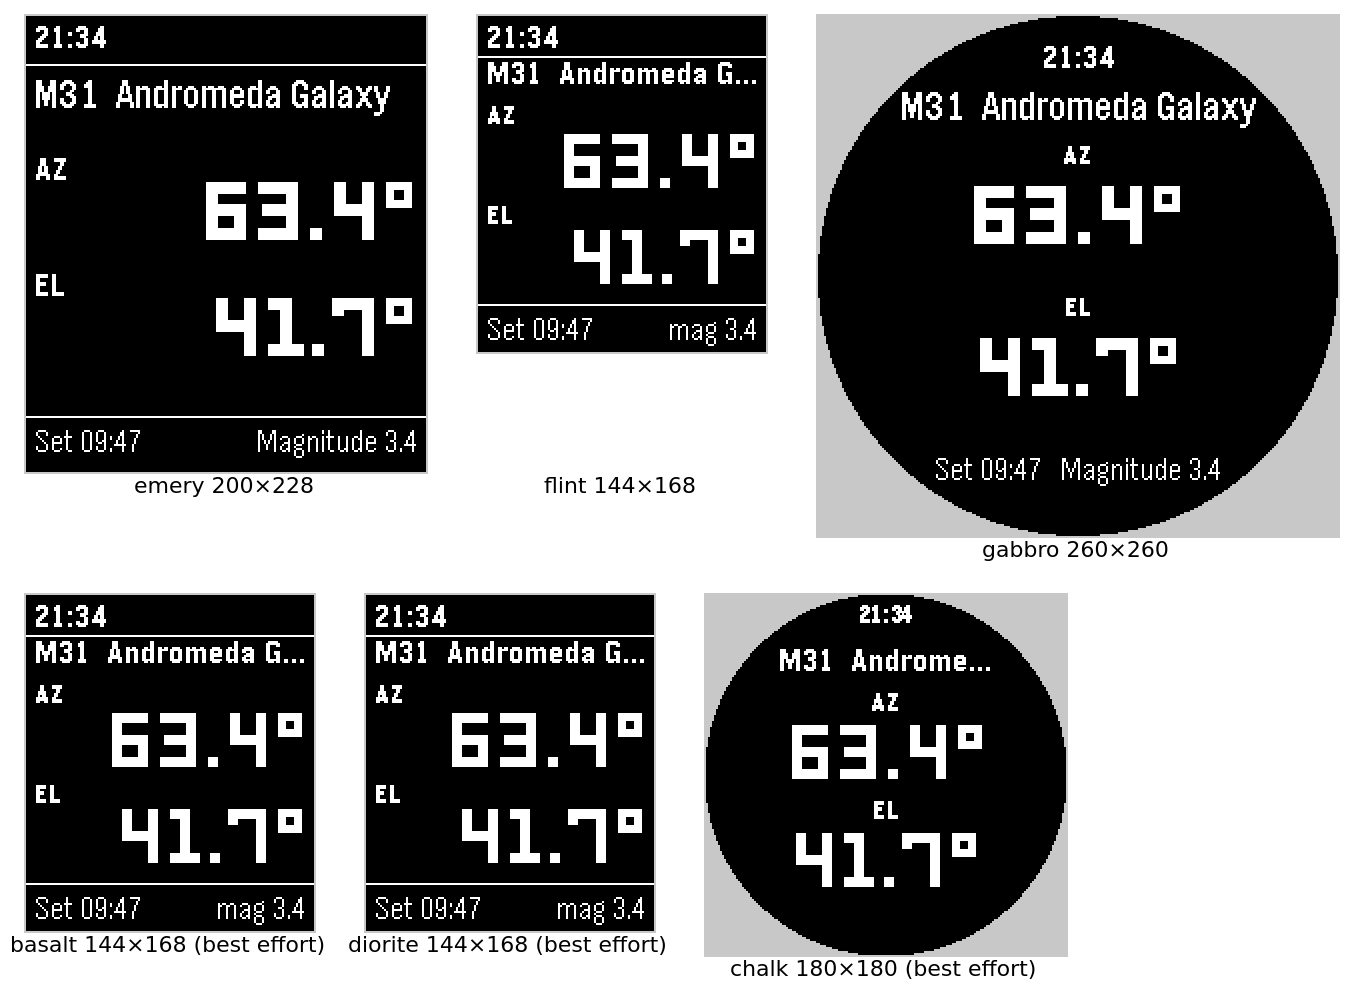 21:34
M31 Andromeda Galaxy
AZ
63.4°
EL
41.7°
Set 09:47 Magnitude 3.4
emery 200×228
21:34
M31 Andromeda G...
AZ
63.4°
EL
41.7°
Set 09:47 mag 3.4
flint 144×168
21:34
M31 Andromeda Galaxy
AZ
63.4°
EL
41.7°
Set 09:47 Magnitude 3.4
gabbro 260×260
21:34
M31 Andromeda G...
AZ
63.4°
EL
41.7°
Set 09:47 mag 3.4
basalt 144×168 (best effort)
21:34
M31 Andromeda G...
AZ
63.4°
EL
41.7°
Set 09:47 mag 3.4
diorite 144×168 (best effort)
21:34
M31 Androme...
AZ
63.4°
EL
41.7°
chalk 180×180 (best effort)